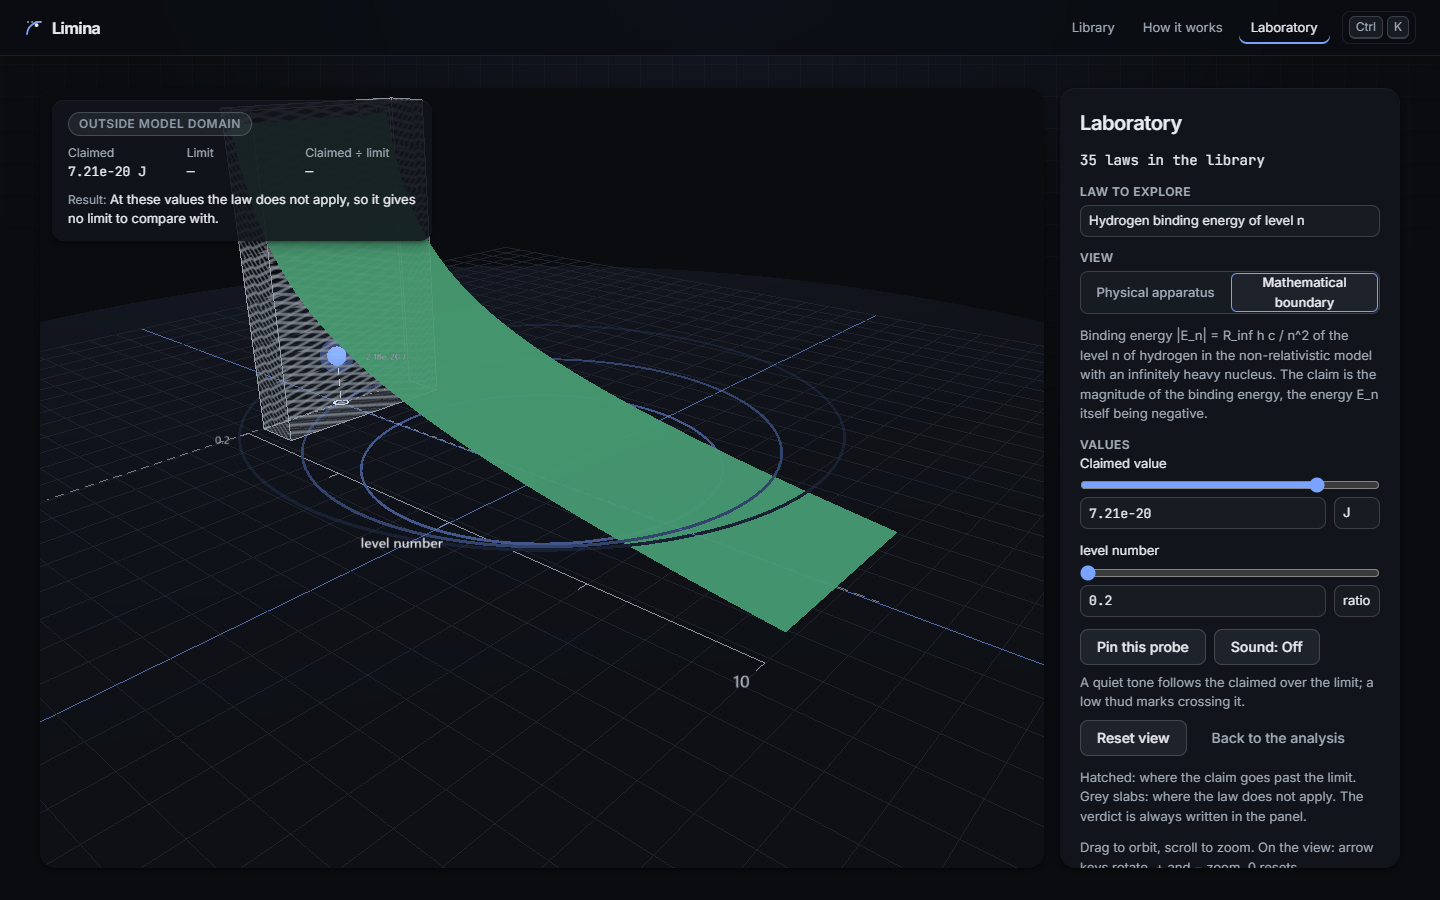 Limina
Library
How it works
Laboratory
Ctrl
K
OUTSIDE MODEL DOMAIN
Claimed
Limit
Claimed ÷ limit
7.21e-20 J
–
–
Result: At these values the law does not apply, so it gives
no limit to compare with.
0.2
level number
10
Laboratory
35 laws in the library
LAW TO EXPLORE
Hydrogen binding energy of level n
VIEW
Physical apparatus
Mathematical
boundary
Binding energy |E_n| = R_inf h c / n^2 of the
level n of hydrogen in the non-relativistic model
with an infinitely heavy nucleus. The claim is the
magnitude of the binding energy, the energy E_n
itself being negative.
VALUES
Claimed value
7.21e-20
J
level number
0.2
ratio
Pin this probe
Sound: Off
A quiet tone follows the claimed over the limit; a
low thud marks crossing it.
Reset view
Back to the analysis
Hatched: where the claim goes past the limit.
Grey slabs: where the law does not apply. The
verdict is always written in the panel.
Drag to orbit, scroll to zoom. On the view: arrow
keys rotate, + and − zoom, 0 resets